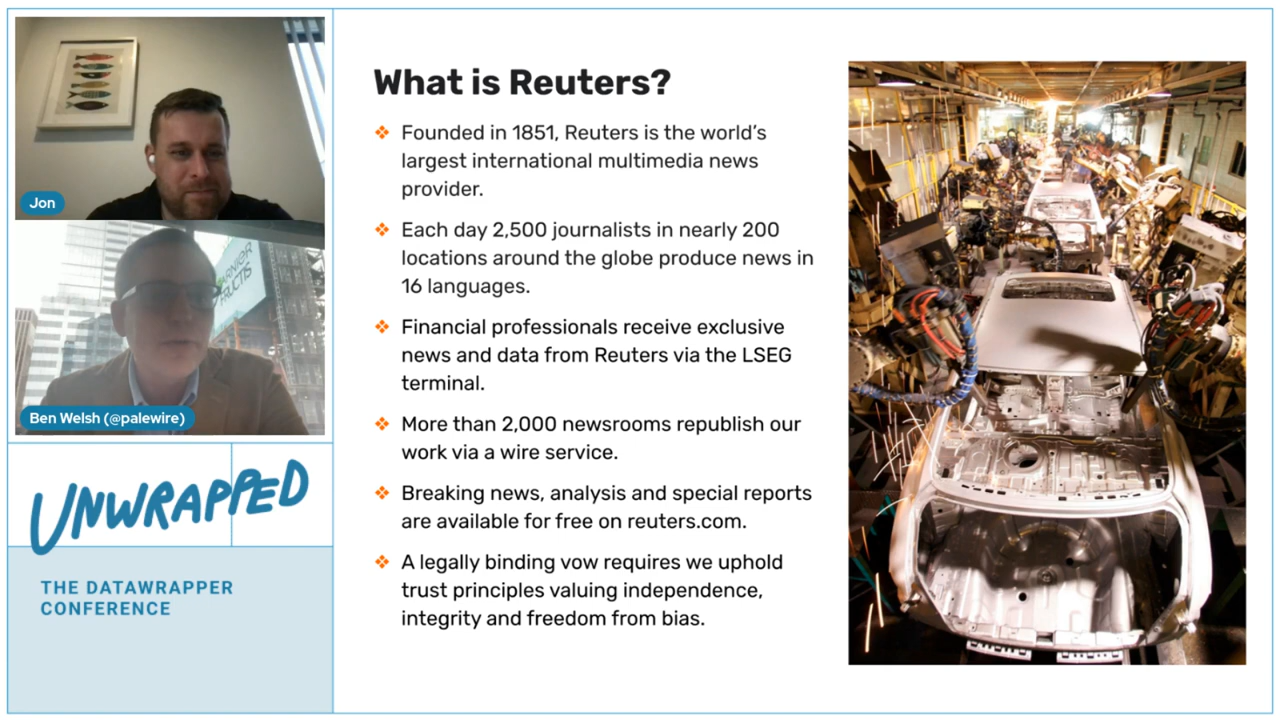 Jon
GARNIER
FRUCTIS
Ben Welsh (@palewire)
UNWRAPPED
THE DATAWRAPPER
CONFERENCE
What is Reuters?
Founded in 1851, Reuters is the world’s
largest international multimedia news
provider.
Each day 2,500 journalists in nearly 200
locations around the globe produce news in
16 languages.
Financial professionals receive exclusive
news and data from Reuters via the LSEG
terminal.
More than 2,000 newsrooms republish our
work via a wire service.
Breaking news, analysis and special reports
are available for free on reuters.com.
A legally binding vow requires we uphold
trust principles valuing independence,
integrity and freedom from bias.